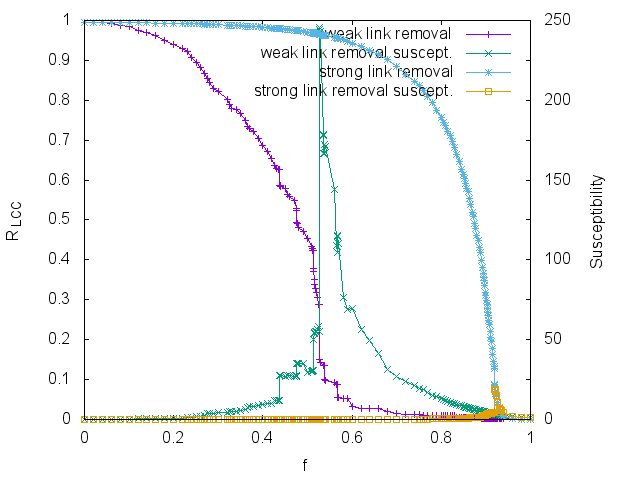 1
0.9
0.8
0.7
0.6
0.5
0.4
0.3
0.2
0.1
0
R LCC
250
200
150
100
50
0
Susceptibility
weak link removal
weak link removal suscept.
strong link removal
strong link removal suscept.
0 0.2 0.4 0.6 0.8 1
f